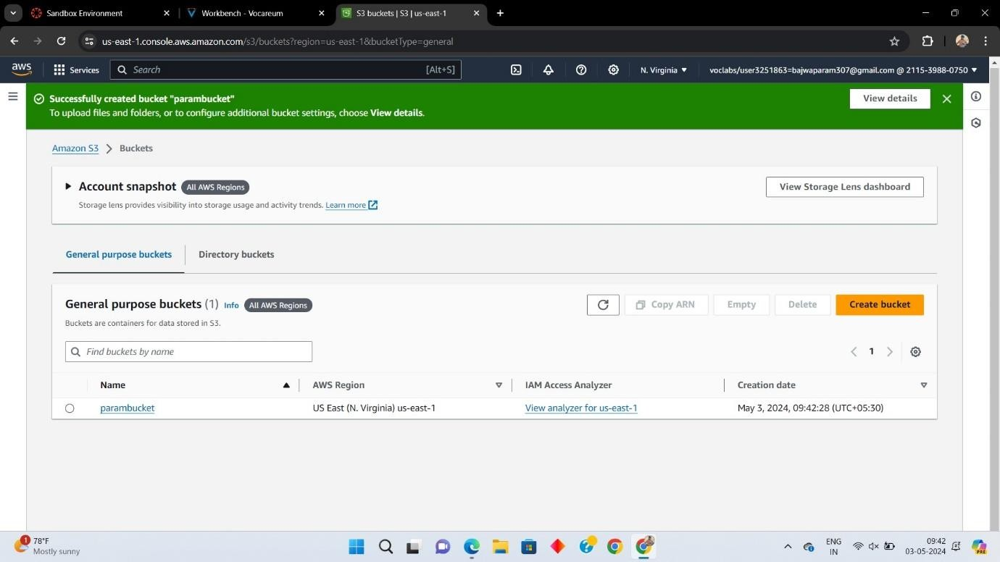 Sandbox Environment
Workbench - Vocareum
S3 buckets | S3 | us-east-1
us-east-1.console.aws.amazon.com/s3/buckets?region=us-east-1&bucketType=general
aws
Services
Search
[Alt+S]
N. Virginia
voclabs/user3251863=bajwaparam307@gmail.com @ 2115-3988-0750
Successfully created bucket "parambucket"
To upload files and folders, or to configure additional bucket settings, choose View details.
View details
Amazon S3 > Buckets
Account snapshot All AWS Regions
Storage lens provides visibility into storage usage and activity trends. Learn more
View Storage Lens dashboard
General purpose buckets
Directory buckets
General purpose buckets (1) Info All AWS Regions
Buckets are containers for data stored in S3.
Copy ARN
Empty
Delete
Create bucket
Find buckets by name
1
Name
AWS Region
IAM Access Analyzer
Creation date
parambucket
US East (N. Virginia) us-east-1
View analyzer for us-east-1
May 3, 2024, 09:42:28 (UTC+05:30)
1
78°F
Mostly sunny
ENG
IN
09:42
03-05-2024
PRE